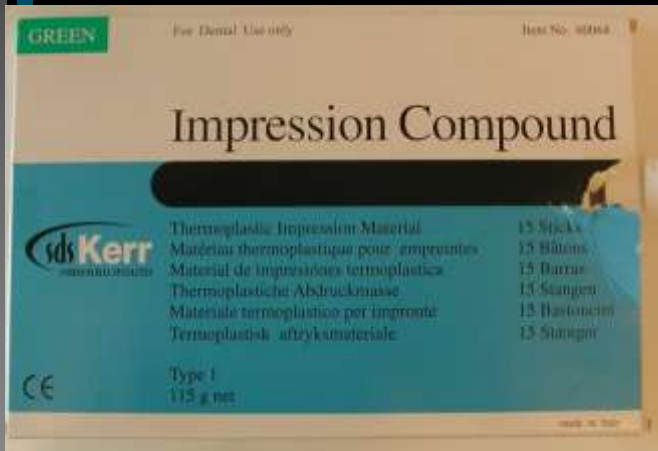 GREEN
For Dental Use only
Item No.
Impression Compound
sds Kerr
Thermoplastic Impression Material 15 Sticks
Matériau thermoplastique pour empreintes 15 Bâtons
Material de impresiones termoplastica 15 Barras
Thermoplastiche Abdruckmasse 15 Stangen
Materiale termoplastico per impronte 15 Bastoncini
Termoplastisk aftryksmateriale 15 Stænger
Type 1
115 g net
CE
made in Italy